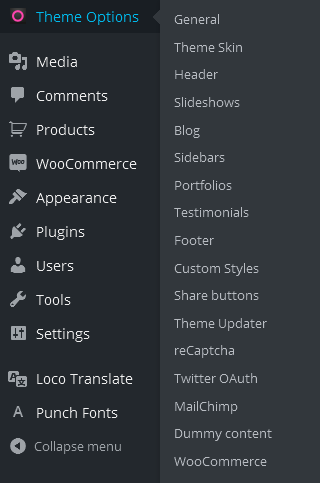 Theme Options
Media
Comments
Products
WOO
WooCommerce
Appearance
Plugins
Users
Tools
Settings
Loco Translate
A
Punch Fonts
Collapse menu
General
Theme Skin
Header
Slideshows
Blog
Sidebars
Portfolios
Testimonials
Footer
Custom Styles
Share buttons
Theme Updater
reCaptcha
Twitter OAuth
MailChimp
Dummy content
WooCommerce